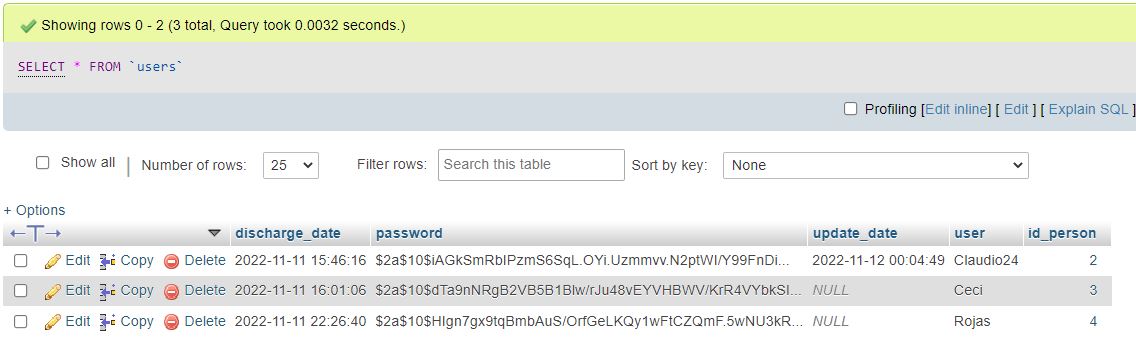 Showing rows 0 - 2 (3 total, Query took 0.0032 seconds.)
SELECT * FROM `users`
Profiling [Edit inline] [ Edit ] [ Explain SQL ]
Show all | Number of rows: 25 Filter rows: Search this table Sort by key: None
+ Options
←T→ discharge_date password update_date user id_person
Edit Copy Delete 2022-11-11 15:46:16 $2a$10$iAGkSmRbIPzmS6SqL.OYi.Uzmmvv.N2ptWI/Y99FnDi... 2022-11-12 00:04:49 Claudio24 2
Edit Copy Delete 2022-11-11 16:01:06 $2a$10$dTa9nNRgB2VB5B1Blw/rJu48vEYVHBWV/KrR4VYbkSI... NULL Ceci 3
Edit Copy Delete 2022-11-11 22:26:40 $2a$10$HIgn7gx9tqBmbAuS/OrfGeLKQy1wFtCZQmF.5wNU3kR... NULL Rojas 4